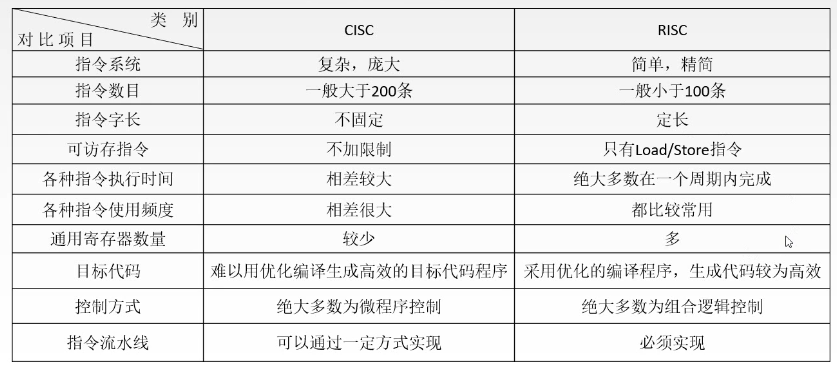 类 别
对比项目 CISC RISC
指令系统 复杂，庞大 简单，精简
指令数目 一般大于200条 一般小于100条
指令字长 不固定 定长
可访存指令 不加限制 只有Load/Store指令
各种指令执行时间 相差较大 绝大多数在一个周期内完成
各种指令使用频度 相差很大 都比较常用
通用寄存器数量 较少 多
目标代码 难以用优化编译生成高效的目标代码程序 采用优化的编译程序，生成代码较为高效
控制方式 绝大多数为微程序控制 绝大多数为组合逻辑控制
指令流水线 可以通过一定方式实现 必须实现